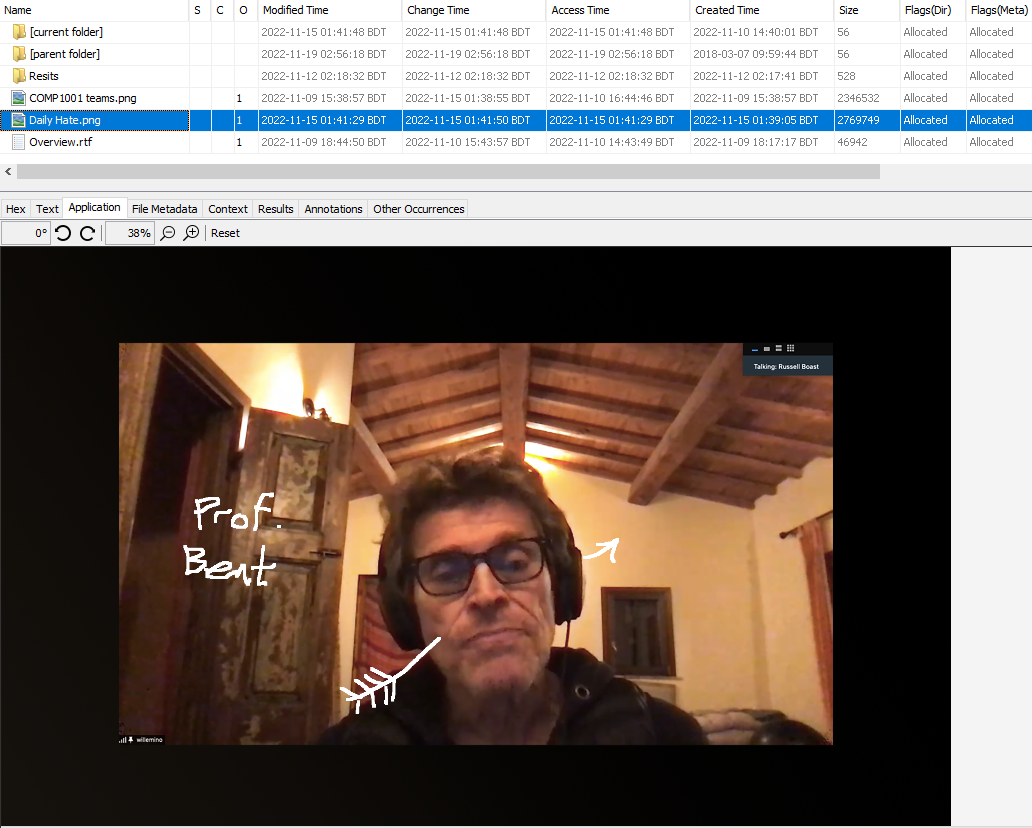 Name S C O Modified Time Change Time Access Time Created Time Size Flags(Dir) Flags(Meta)
[current folder] 2022-11-15 01:41:48 BDT 2022-11-15 01:41:48 BDT 2022-11-15 01:41:48 BDT 2022-11-10 14:40:01 BDT 56 Allocated Allocated
[parent folder] 2022-11-19 02:56:18 BDT 2022-11-19 02:56:18 BDT 2022-11-19 02:56:18 BDT 2018-03-07 09:59:44 BDT 56 Allocated Allocated
Resits 2022-11-12 02:18:32 BDT 2022-11-12 02:18:32 BDT 2022-11-12 02:18:32 BDT 2022-11-12 02:17:41 BDT 528 Allocated Allocated
COMP1001 teams.png 1 2022-11-09 15:38:57 BDT 2022-11-15 01:38:55 BDT 2022-11-10 16:44:46 BDT 2022-11-09 15:38:57 BDT 2346532 Allocated Allocated
Daily Hate.png 1 2022-11-15 01:41:29 BDT 2022-11-15 01:41:50 BDT 2022-11-15 01:41:29 BDT 2022-11-15 01:39:05 BDT 2769749 Allocated Allocated
Overview.rtf 1 2022-11-09 18:44:50 BDT 2022-11-10 15:43:57 BDT 2022-11-10 14:43:49 BDT 2022-11-09 18:17:17 BDT 46942 Allocated Allocated
Hex Text Application File Metadata Context Results Annotations Other Occurrences
0° 38% Reset
Talking: Russell Boast
Prof.
Bent
willemino